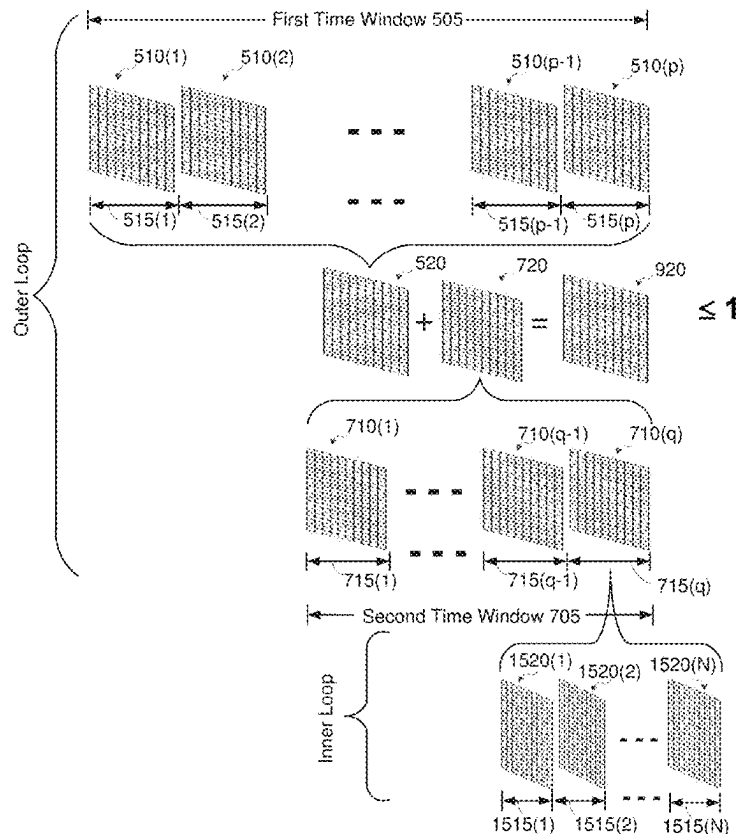 First Time Window 505
510(1) 510(2) 510(p-1) 510(p)
515(1) 515(2) 515(p-1) 515(p)
Outer Loop
520 720 920
+ = ≤ 1
710(1) 710(q-1) 710(q)
715(1) 715(q-1) 715(q)
Second Time Window 705
Inner Loop
1520(1) 1520(2) 1520(N)
1515(1) 1515(2) 1515(N)